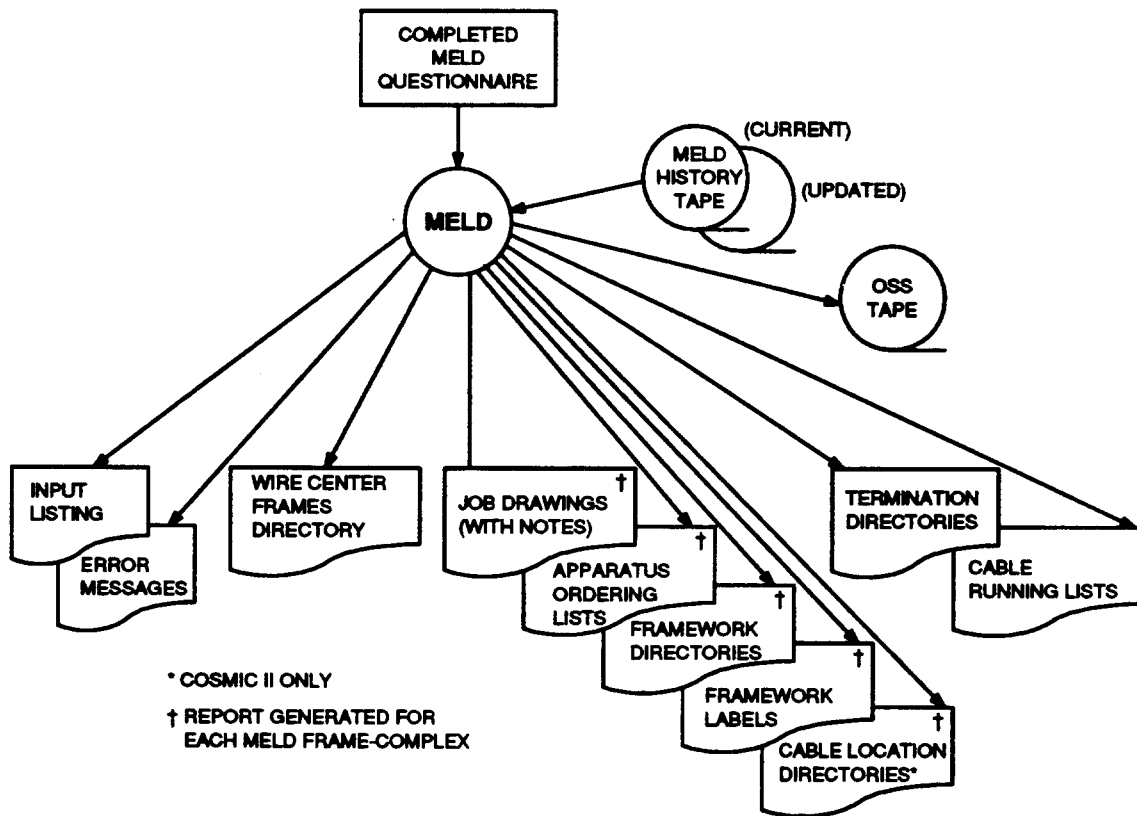 COMPLETED
MELD
QUESTIONNAIRE
(CURRENT)
MELD
HISTORY
TAPE
(UPDATED)
MELD
OSS
TAPE
INPUT
LISTING
ERROR
MESSAGES
WIRE CENTER
FRAMES
DIRECTORY
†
JOB DRAWINGS
(WITH NOTES)
†
APPARATUS
ORDERING
LISTS
†
FRAMEWORK
DIRECTORIES
†
FRAMEWORK
LABELS
†
CABLE LOCATION
DIRECTORIES*
TERMINATION
DIRECTORIES
CABLE
RUNNING LISTS
* COSMIC II ONLY
† REPORT GENERATED FOR
EACH MELD FRAME-COMPLEX